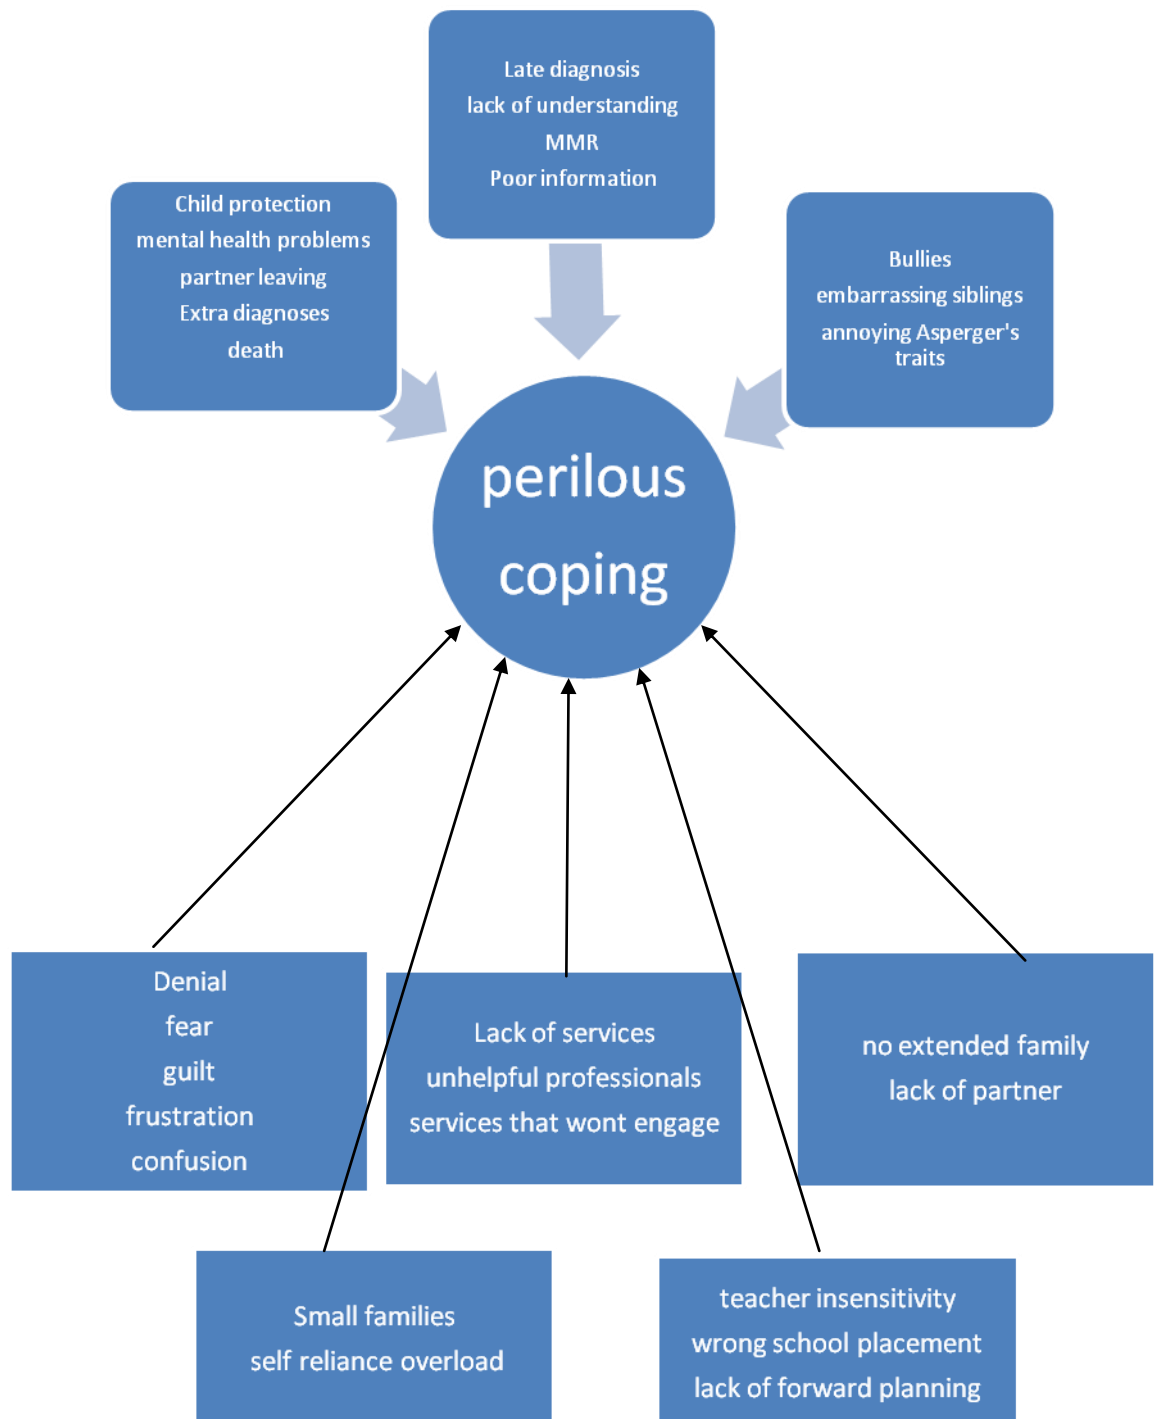 Late diagnosis
lack of understanding
MMR
Poor information
Child protection
mental health problems
partner leaving
Extra diagnoses
death
Bullies
embarrassing siblings
annoying Asperger's
traits
perilous
coping
Denial
fear
guilt
frustration
confusion
Lack of services
unhelpful professionals
services that wont engage
no extended family
lack of partner
Small families
self reliance overload
teacher insensitivity
wrong school placement
lack of forward planning